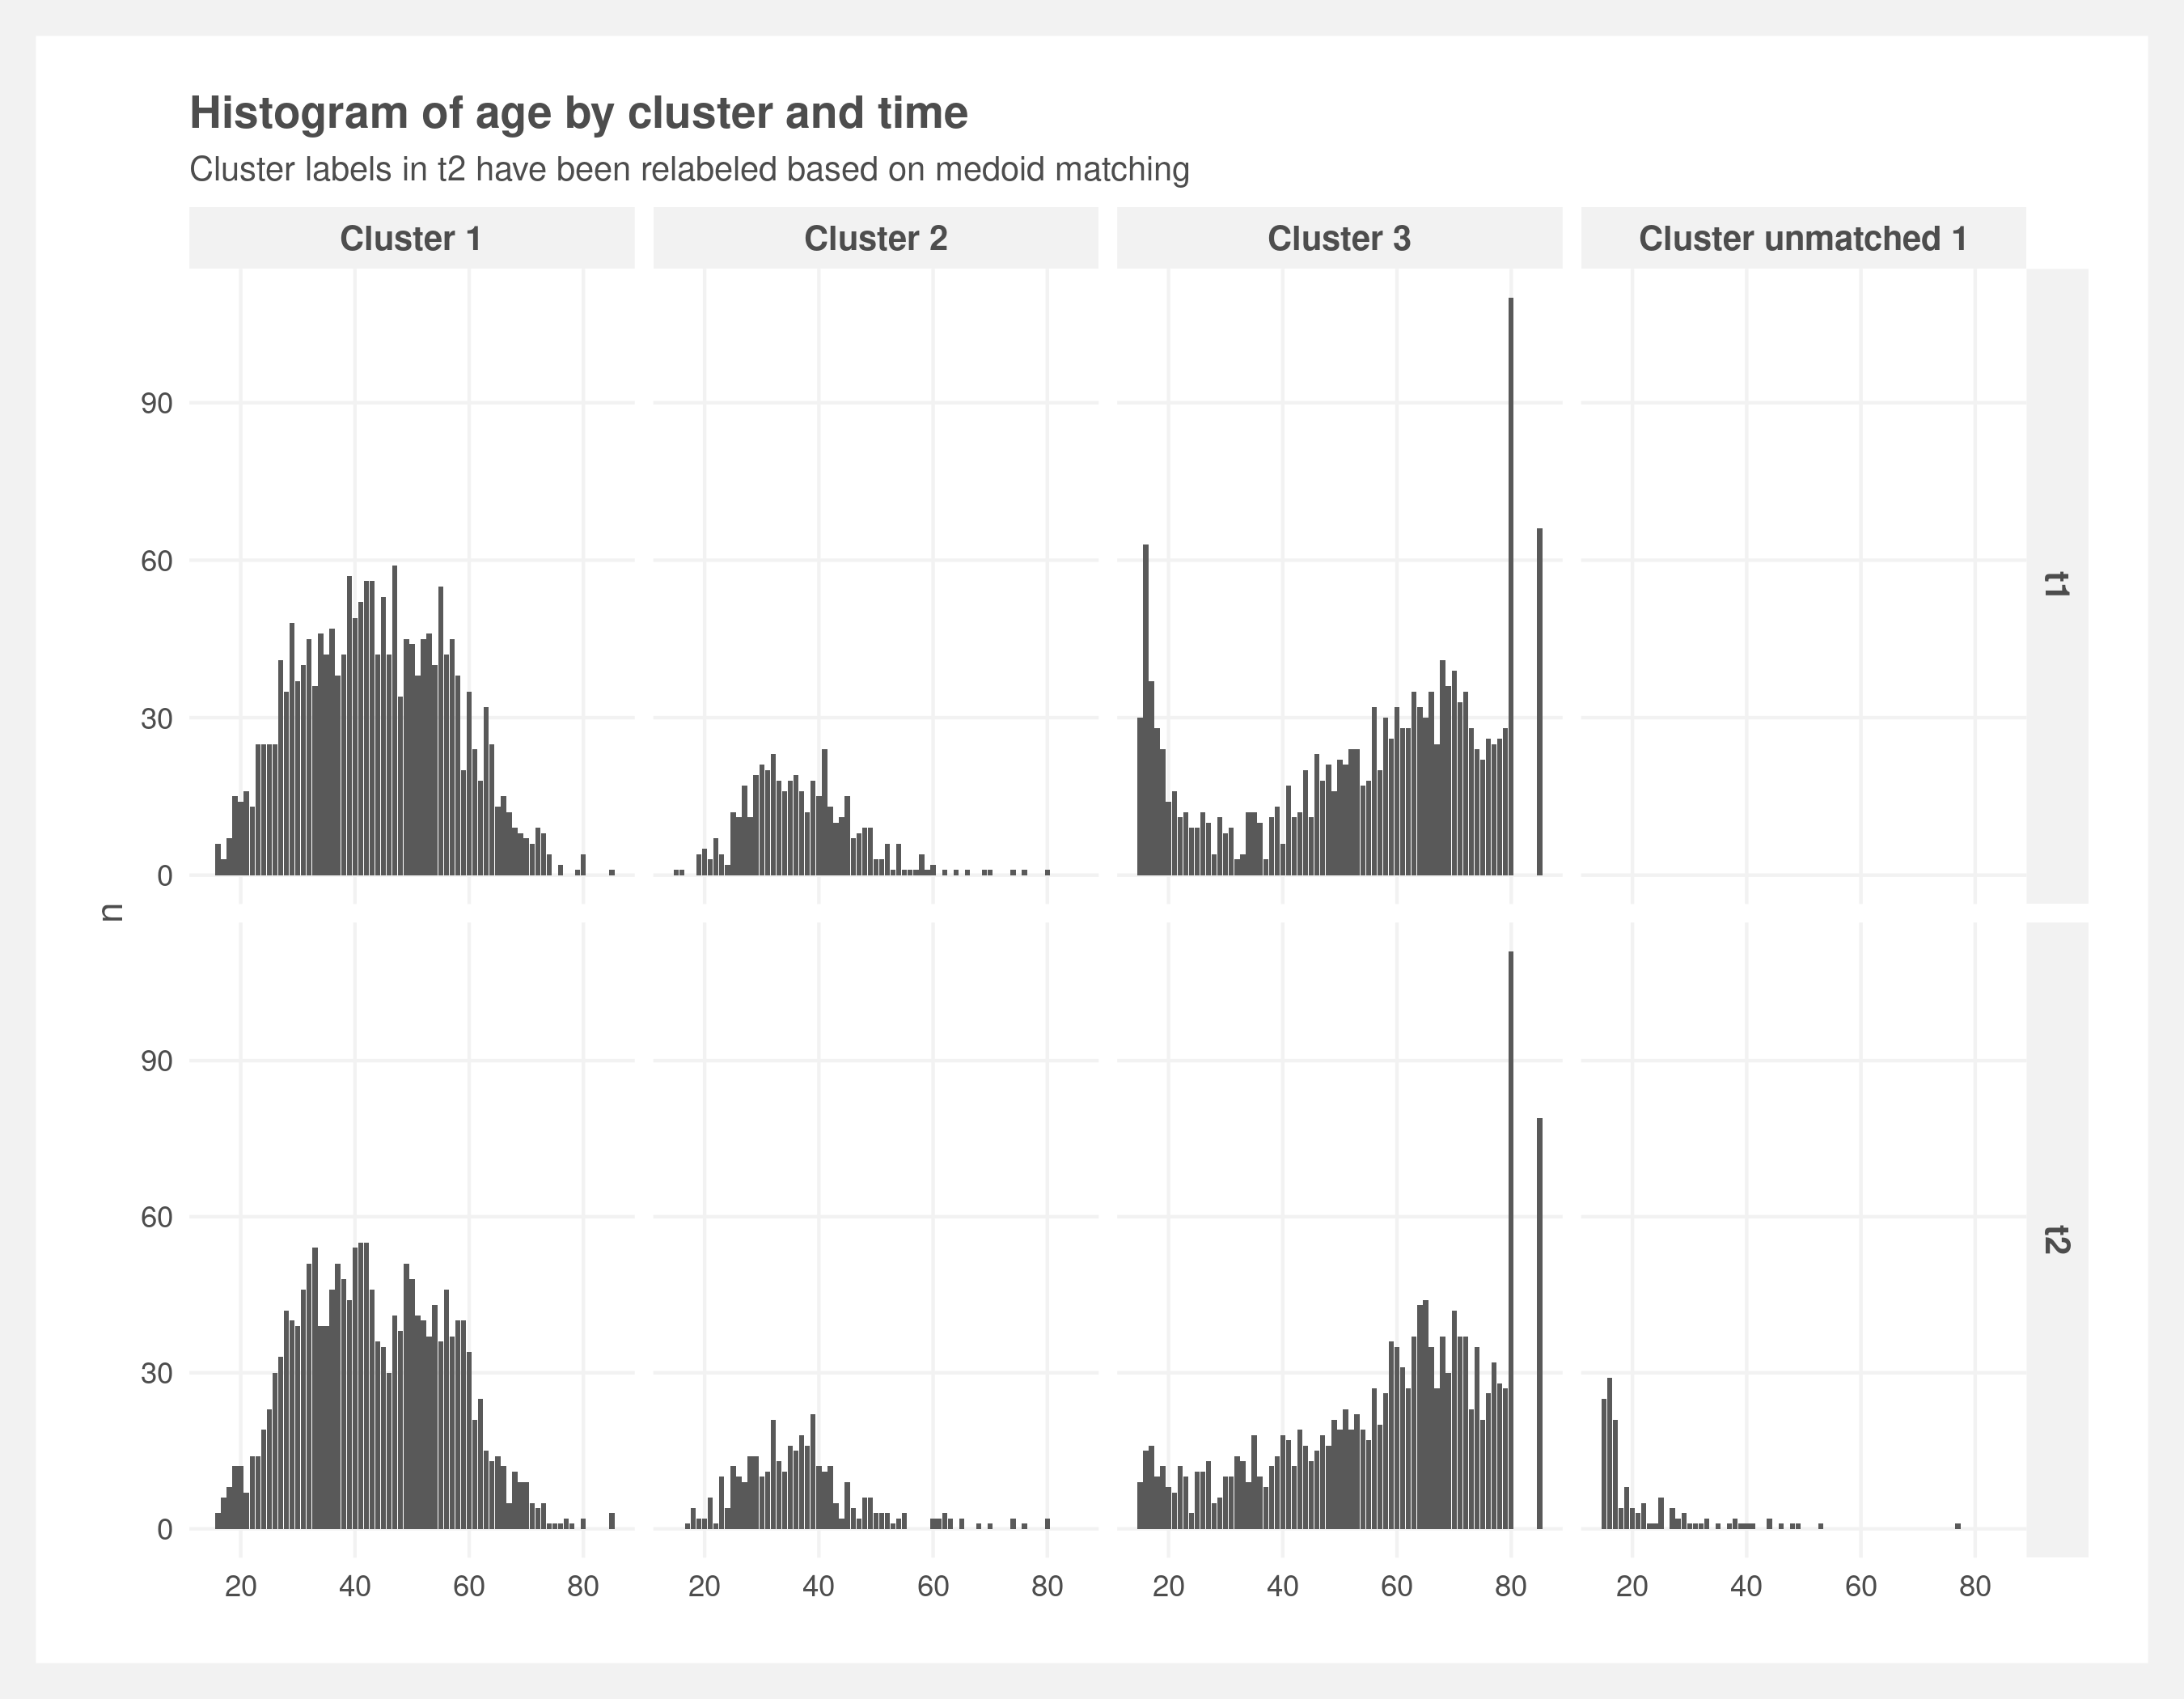 Histogram of age by cluster and time
Cluster labels in t2 have been relabeled based on medoid matching
Cluster 1 Cluster 2 Cluster 3 Cluster unmatched 1
90
60
30
0
t1
n
90
60
30
0
t2
20 40 60 80 20 40 60 80 20 40 60 80 20 40 60 80